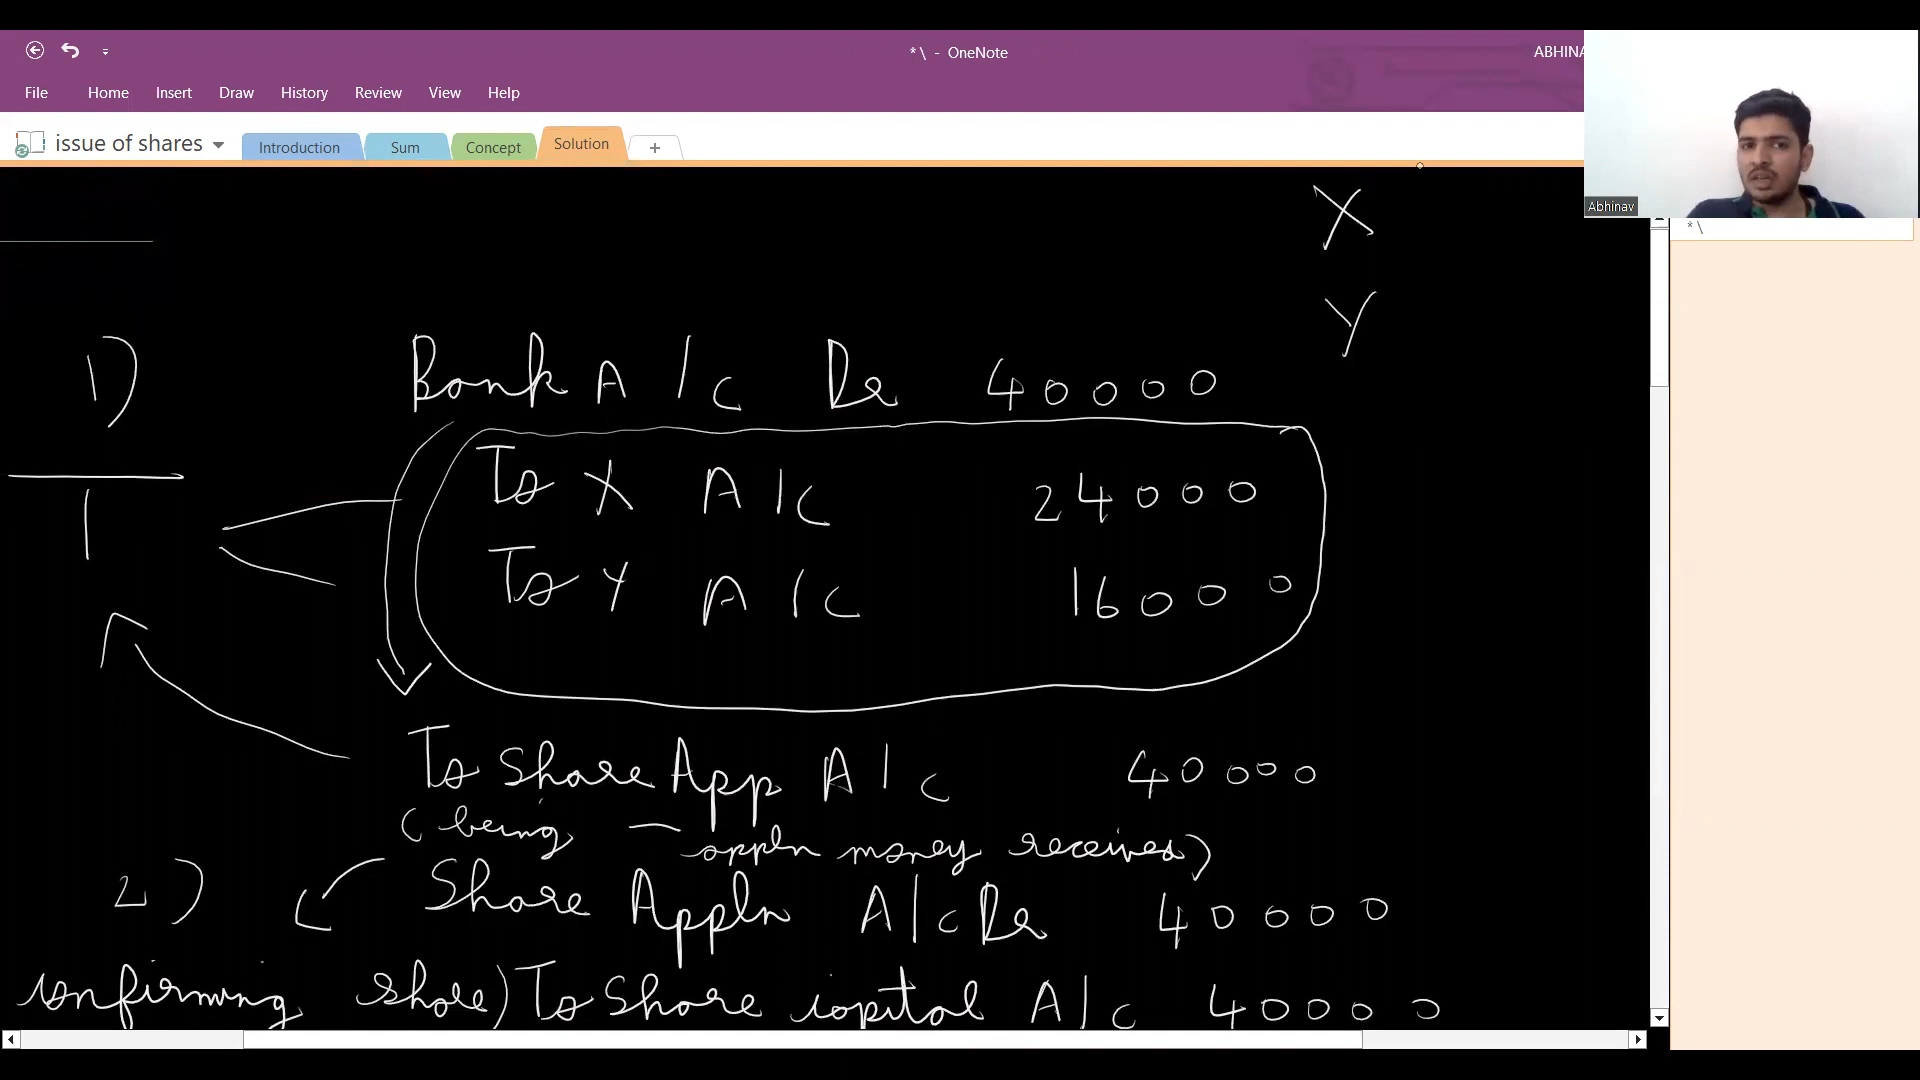 *\ - OneNote
ABHINA
File Home Insert Draw History Review View Help
issue of shares Introduction Sum Concept Solution +
Abhinav
*\
X
Y
1) Bank A/c Dr 40000
To X A/c 24000
To Y A/c 16000
To Share App A/c 40000
(being — appln money received)
2) Share Appln A/c Dr 40000
confirming share) To Share capital A/c 40000